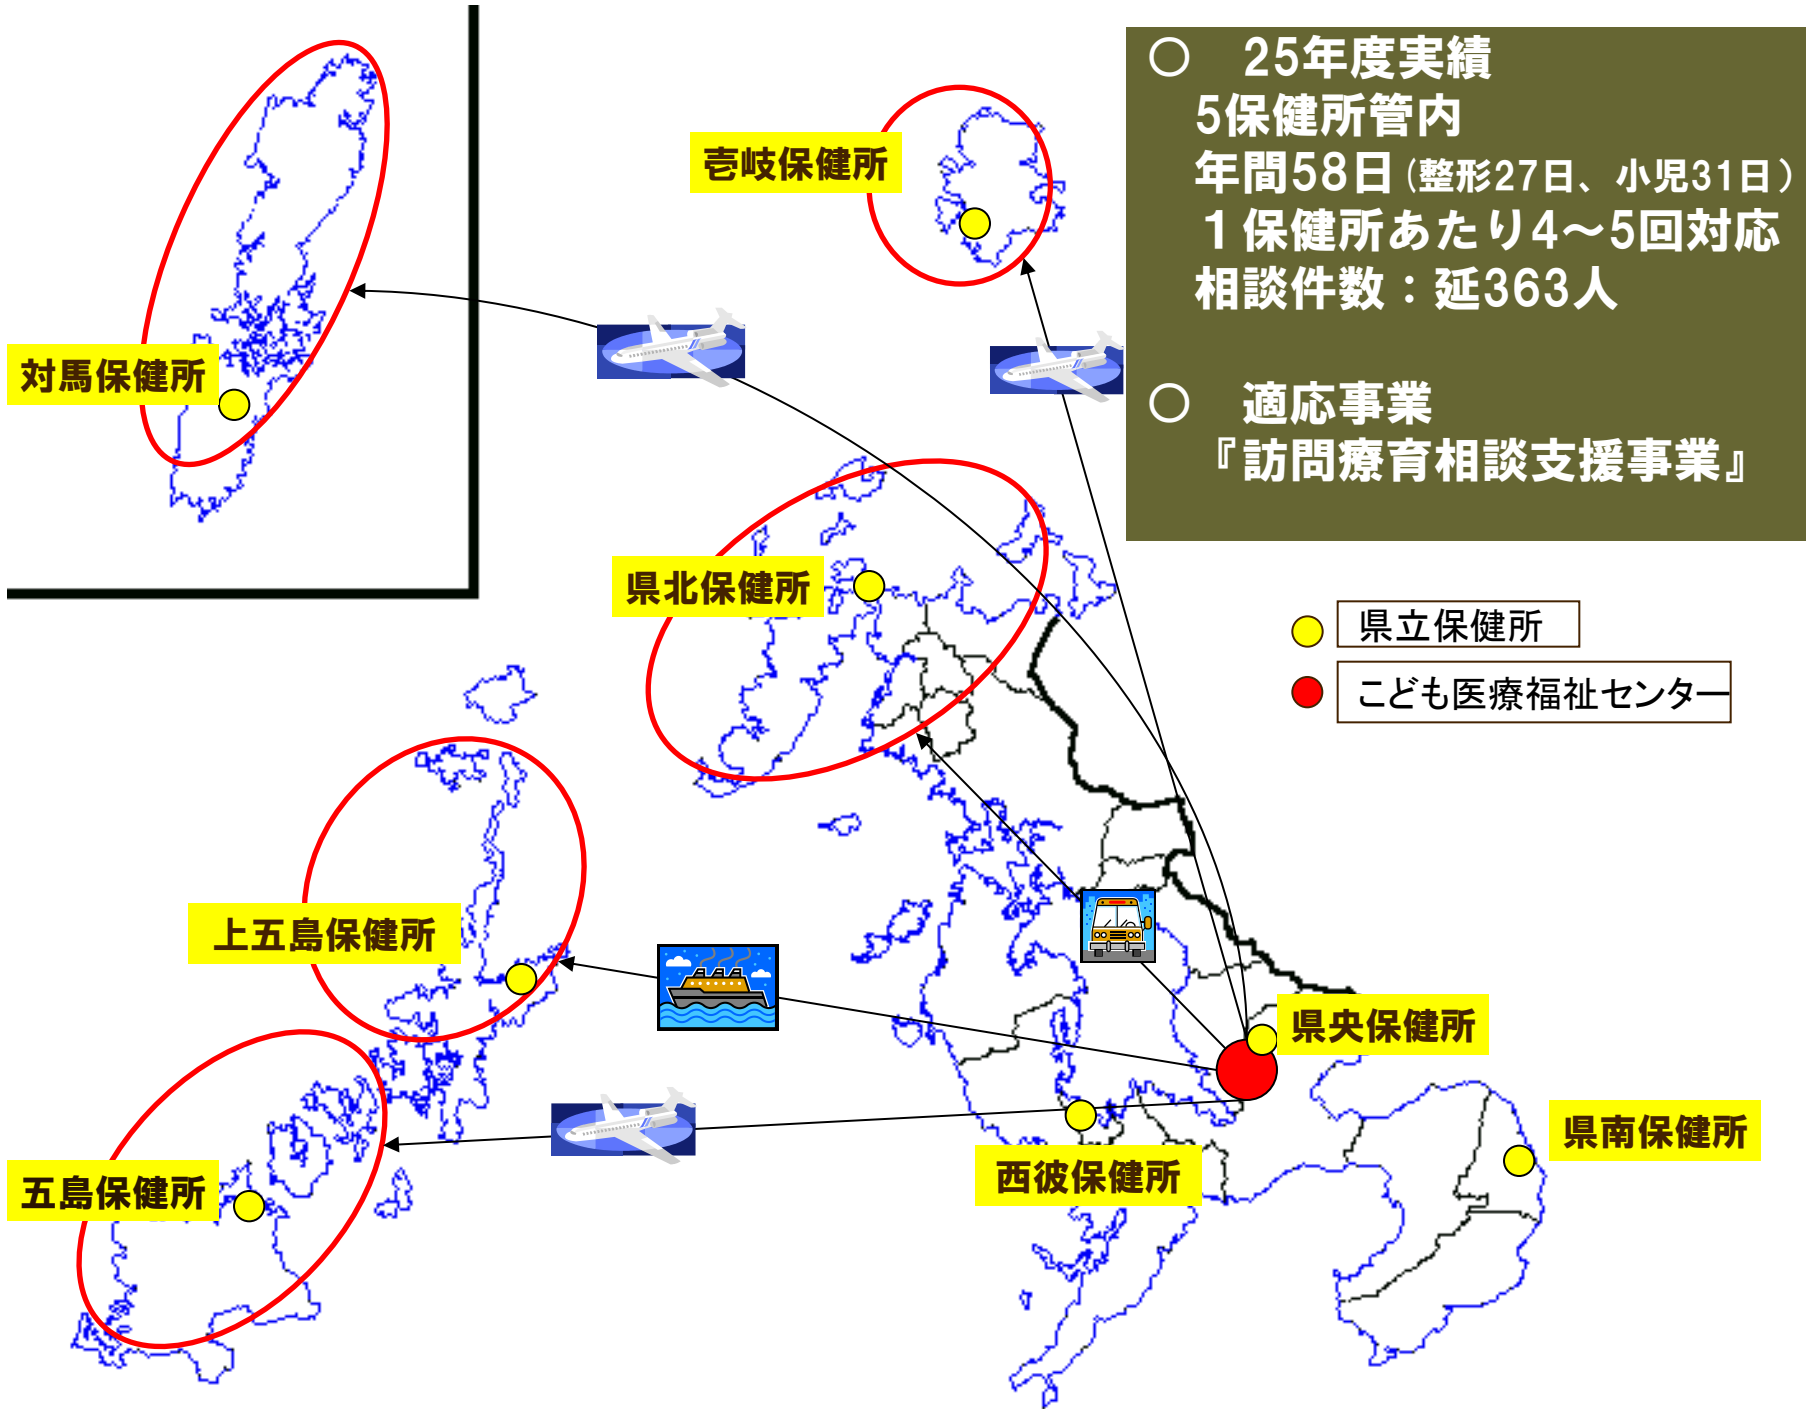 ○　25年度実績
5保健所管内
年間58日(整形27日、小児31日)
１保健所あたり4～5回対応
相談件数：延363人
○　適応事業
『訪問療育相談支援事業』
壱岐保健所
対馬保健所
県北保健所
県立保健所
こども医療福祉センター
上五島保健所
県央保健所
県南保健所
西彼保健所
五島保健所